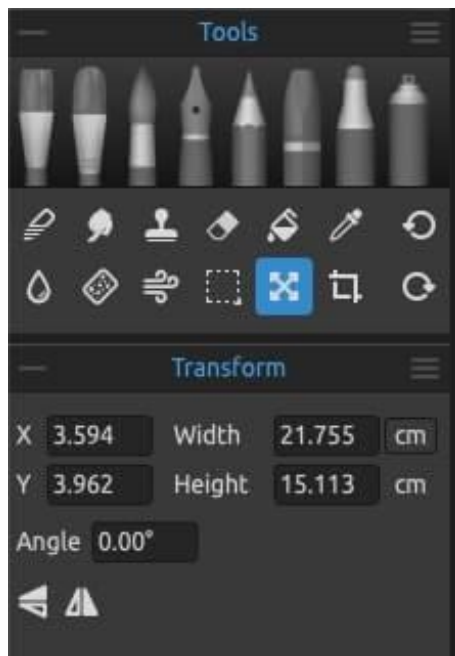 Tools
Transform
X 3.594 Width 21.755 cm
Y 3.962 Height 15.113 cm
Angle 0.00°